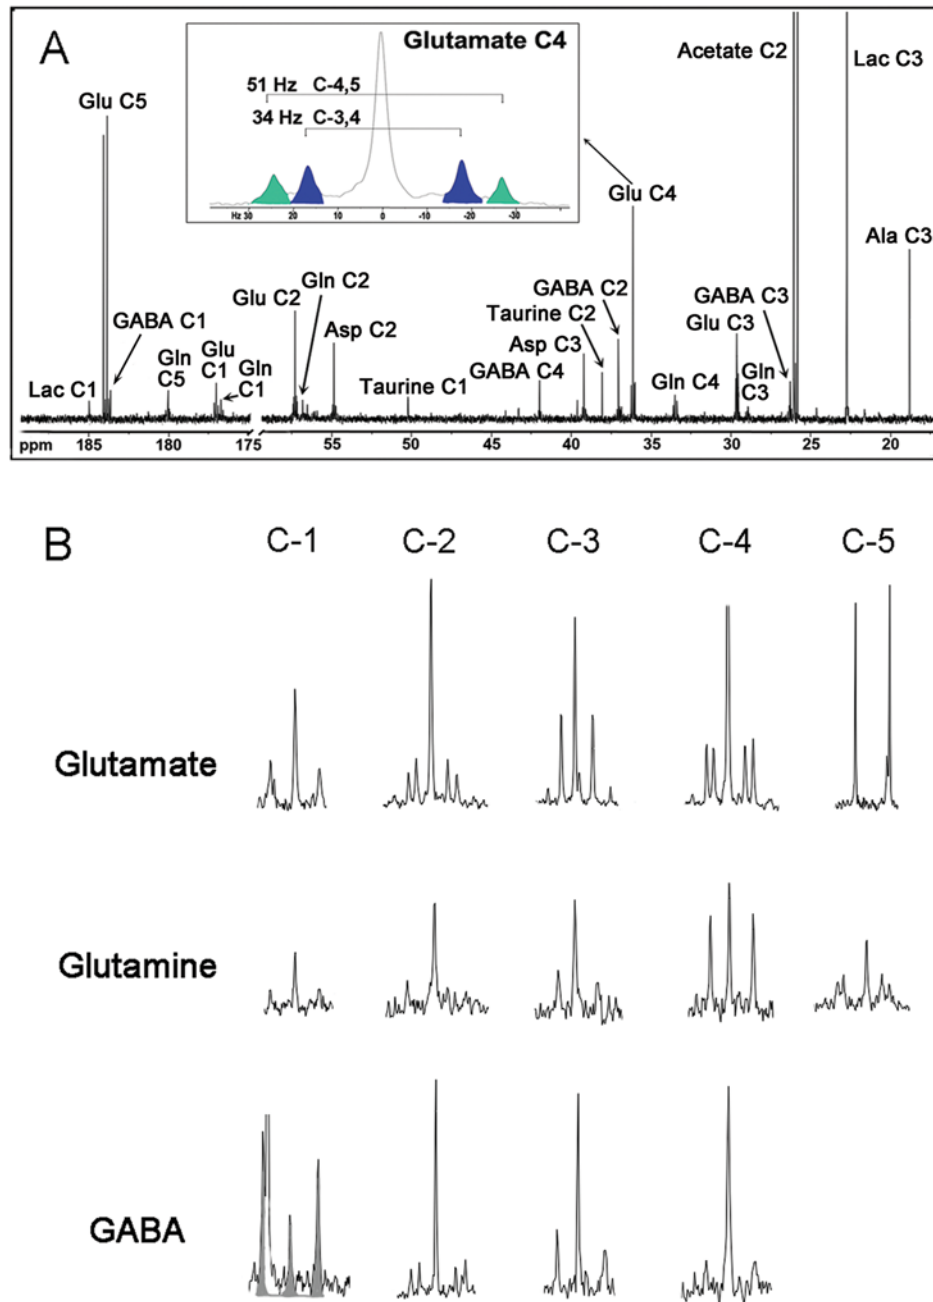 A
Glutamate C4
51 Hz C-4,5
34 Hz C-3,4
Hz 30 20 10 0 -10 -20 -30
Acetate C2
Lac C3
Glu C5
Glu C4
Ala C3
Gln C2
Glu C2
GABA C2
GABA C3
Taurine C2
Glu C3
GABA C1
Asp C2
Asp C3
Gln C5
Glu C1
Gln C1
GABA C4
Gln C4
Gln C3
Lac C1
Taurine C1
ppm 185 180 175 55 50 45 40 35 30 25 20
B
C-1 C-2 C-3 C-4 C-5
Glutamate
Glutamine
GABA